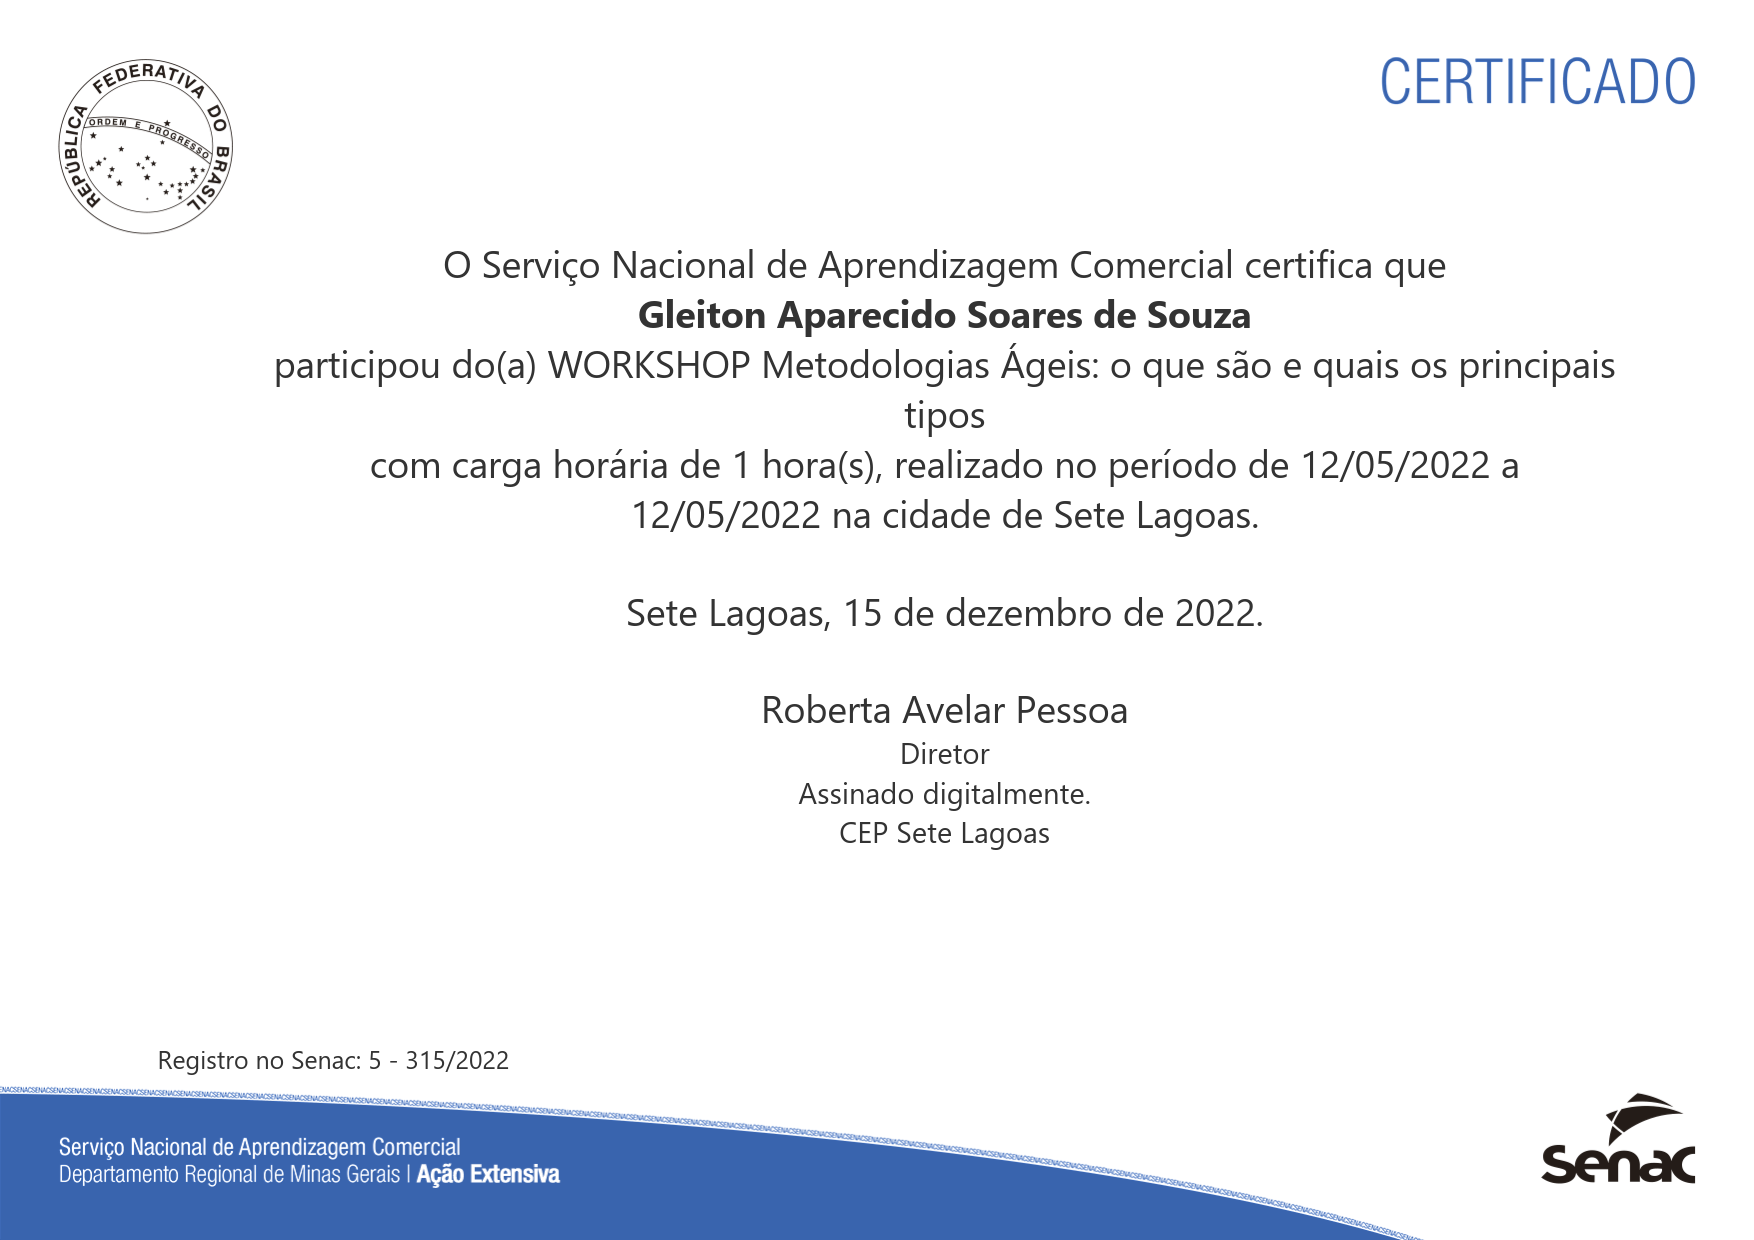 REPÚBLICA FEDERATIVA DO BRASIL
ORDEM E PROGRESSO
CERTIFICADO
O Serviço Nacional de Aprendizagem Comercial certifica que
Gleiton Aparecido Soares de Souza
participou do(a) WORKSHOP Metodologias Ágeis: o que são e quais os principais
tipos
com carga horária de 1 hora(s), realizado no período de 12/05/2022 a
12/05/2022 na cidade de Sete Lagoas.
Sete Lagoas, 15 de dezembro de 2022.
Roberta Avelar Pessoa
Diretor
Assinado digitalmente.
CEP Sete Lagoas
Registro no Senac: 5 - 315/2022
Serviço Nacional de Aprendizagem Comercial
Departamento Regional de Minas Gerais | Ação Extensiva
Senac